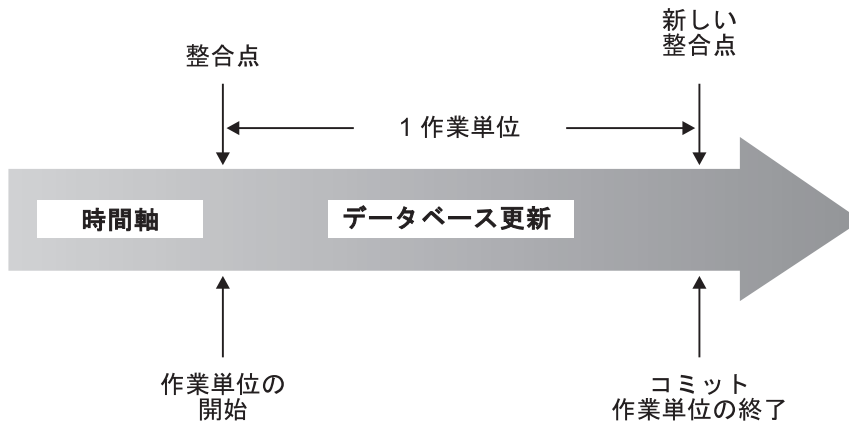 整合点
新しい
整合点
1 作業単位
時間軸
データベース更新
作業単位の
開始
コミット
作業単位の終了